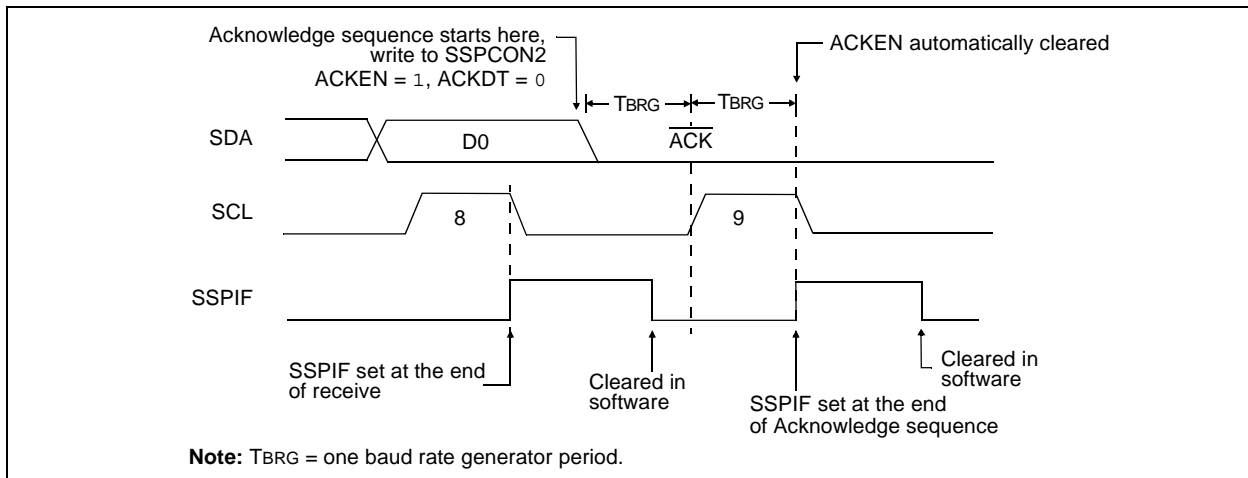 Acknowledge sequence starts here,
write to SSPCON2
ACKEN = 1, ACKDT = 0
ACKEN automatically cleared
TBRG
TBRG
SDA
D0
ACK
SCL
8
9
SSPIF
SSPIF set at the end
of receive
Cleared in
software
SSPIF set at the end
of Acknowledge sequence
Cleared in
software
Note: TBRG = one baud rate generator period.